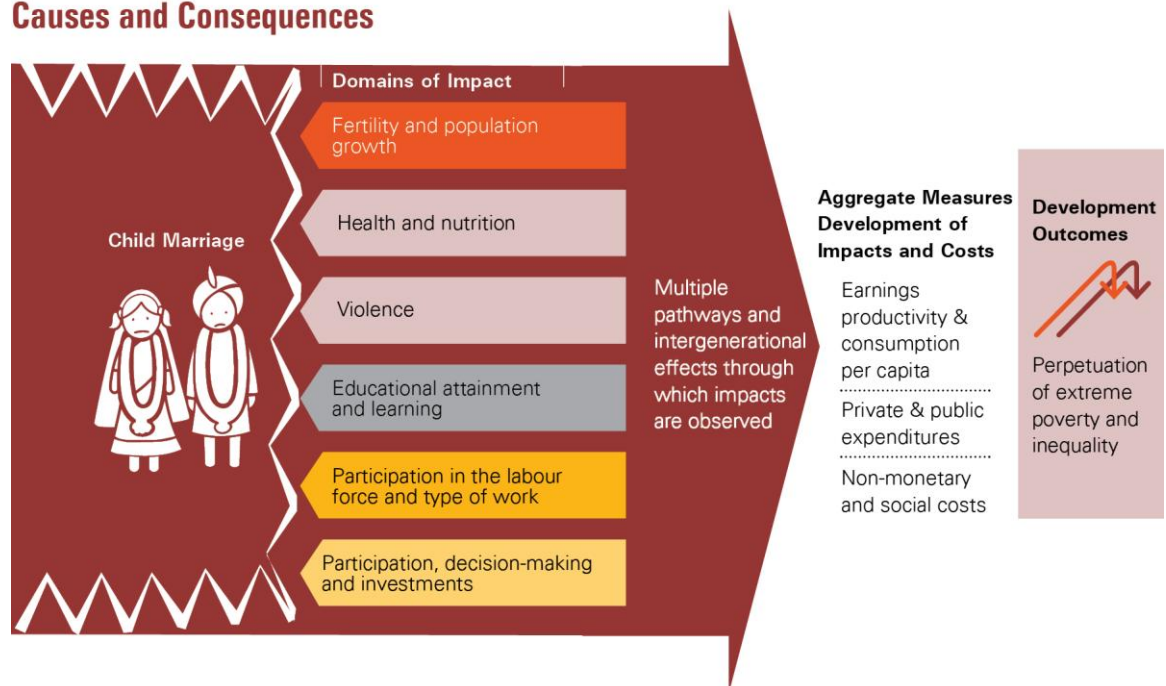 Causes and Consequences
Child Marriage
Domains of Impact
Fertility and population
growth
Health and nutrition
Violence
Educational attainment
and learning
Participation in the labour
force and type of work
Participation, decision-making
and investments
Multiple
pathways and
intergenerational
effects through
which impacts
are observed
Aggregate Measures
Development of
Impacts and Costs
Earnings
productivity &
consumption
per capita
Private & public
expenditures
Non-monetary
and social costs
Development
Outcomes
Perpetuation
of extreme
poverty and
inequality